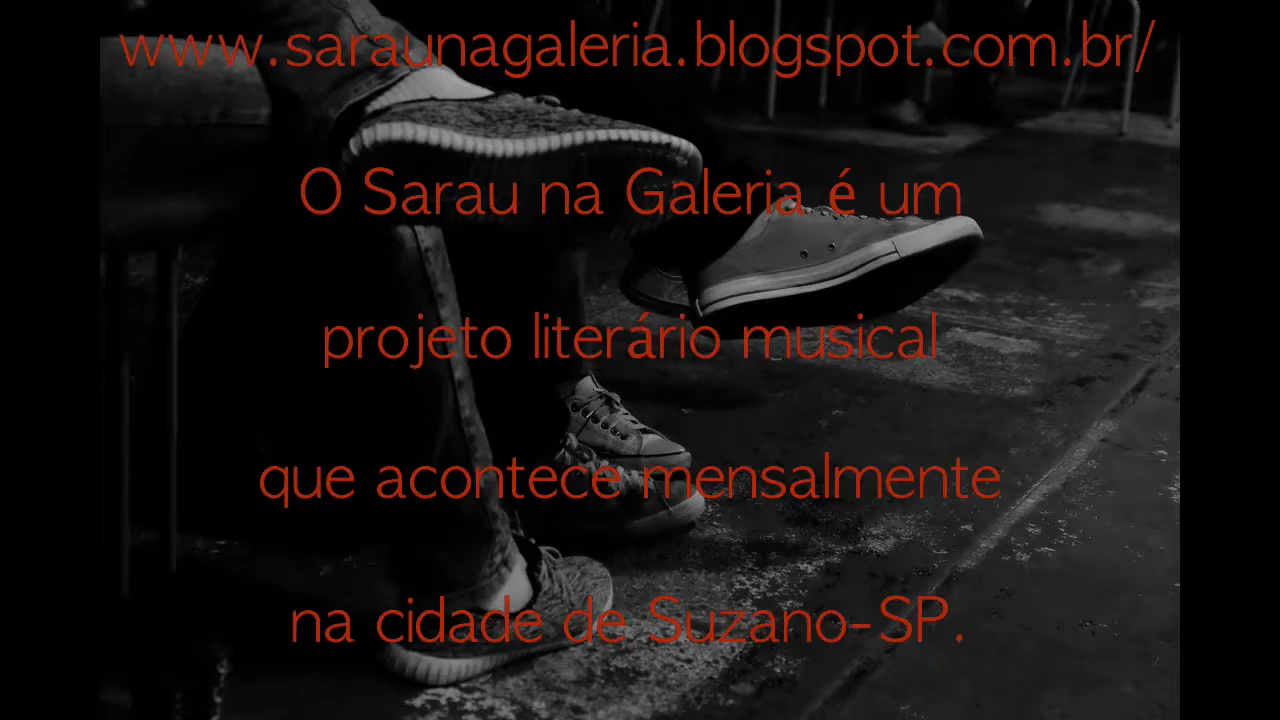 www.saraunagaleria.blogspot.com.br/
O Sarau na Galeria é um
projeto literário musical
que acontece mensalmente
na cidade de Suzano-SP.